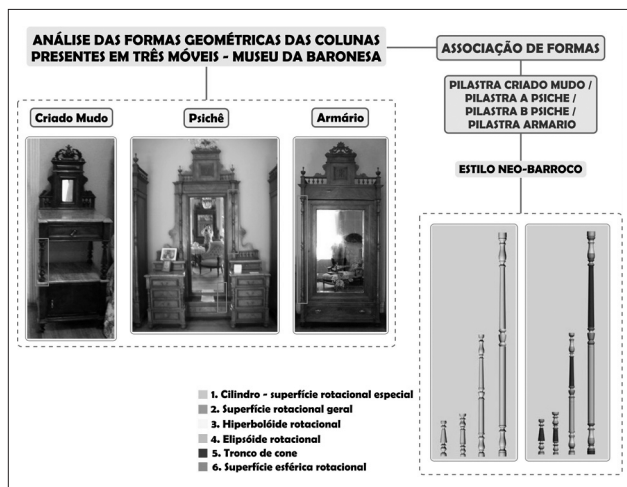 ANÁLISE DAS FORMAS GEOMÉTRICAS DAS COLUNAS
PRESENTES EM TRÊS MÓVEIS - MUSEU DA BARONESA
ASSOCIAÇÃO DE FORMAS
PILASTRA CRIADO MUDO /
PILASTRA A PSICHE /
PILASTRA B PSICHE /
PILASTRA ARMARIO
Criado Mudo
Psichê
Armário
ESTILO NEO-BARROCO
1. Cilindro - superfície rotacional especial
2. Superfície rotacional geral
3. Hiperbolóide rotacional
4. Elipsóide rotacional
5. Tronco de cone
6. Superfície esférica rotacional